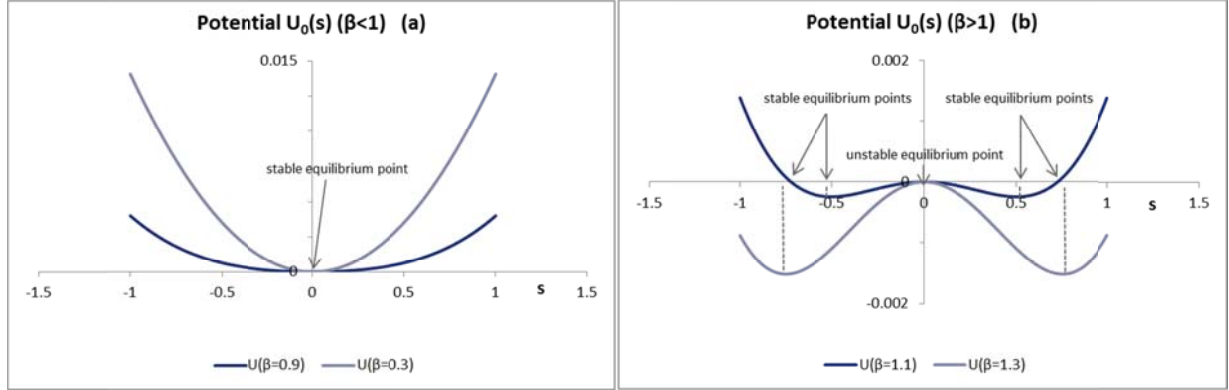 Potential U₀(s) (β<1) (a)
0.015
stable equilibrium point
0
-1.5 -1 -0.5 0 0.5 1 1.5
s
U(β=0.9) U(β=0.3)
Potential U₀(s) (β>1) (b)
0.002
stable equilibrium points stable equilibrium points
unstable equilibrium point
0
-1.5 -1 -0.5 0 0.5 1 1.5
s
-0.002
U(β=1.1) U(β=1.3)